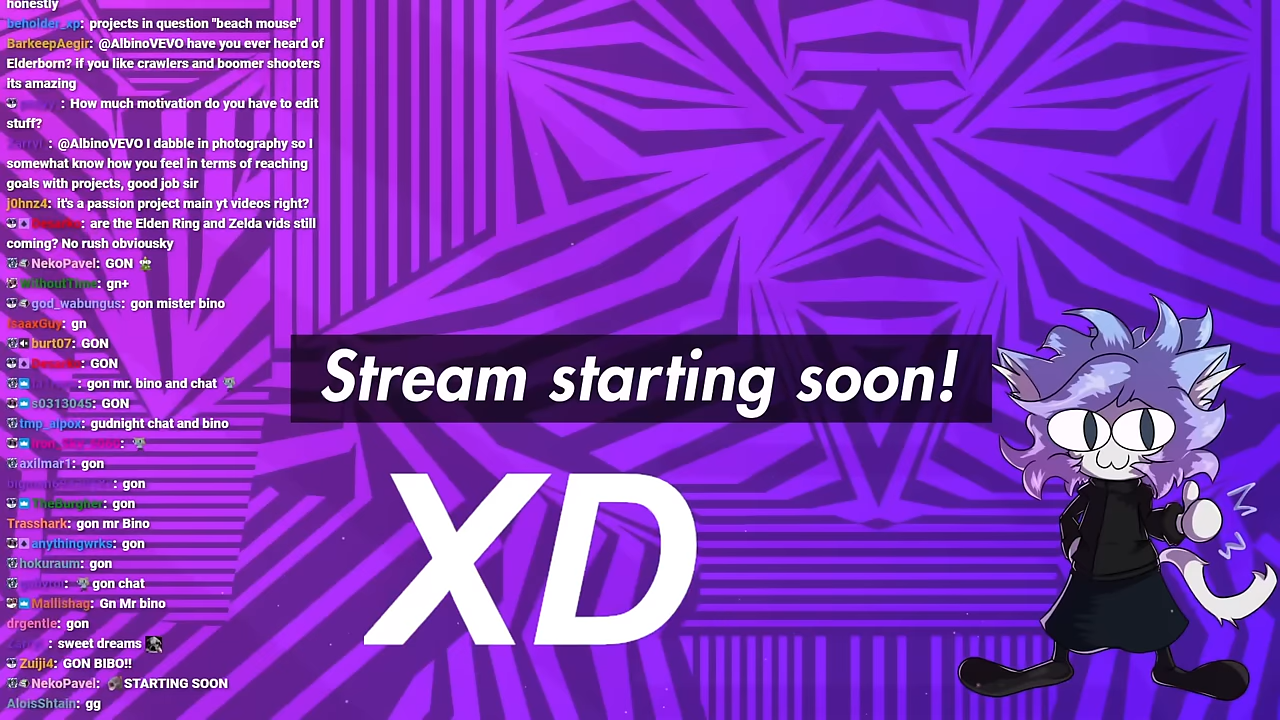 honestly
beholder_xp: projects in question "beach mouse"
BarkeepAegir: @AlbinoVEVO have you ever heard of
Elderborn? if you like crawlers and boomer shooters
its amazing
: How much motivation do you have to edit
stuff?
: @AlbinoVEVO I dabble in photography so I
somewhat know how you feel in terms of reaching
goals with projects, good job sir
j0hnz4: it's a passion project main yt videos right?
: are the Elden Ring and Zelda vids still
coming? No rush obviousky
NekoPavel: GON
WithoutTime: gn+
god_wabungus: gon mister bino
IsaaxGuy: gn
burt07: GON
: GON
: gon mr. bino and chat
s0313045: GON
tmp_alpox: gudnight chat and bino
:
axilmar1: gon
: gon
TheBurgher: gon
Trasshark: gon mr Bino
anythingwrks: gon
hokuraum: gon
: gon chat
Mallishag: Gn Mr bino
drgentle: gon
: sweet dreams
Zuiji4: GON BIBO!!
NekoPavel: STARTING SOON
AloisShtain: gg
Stream starting soon!
XD